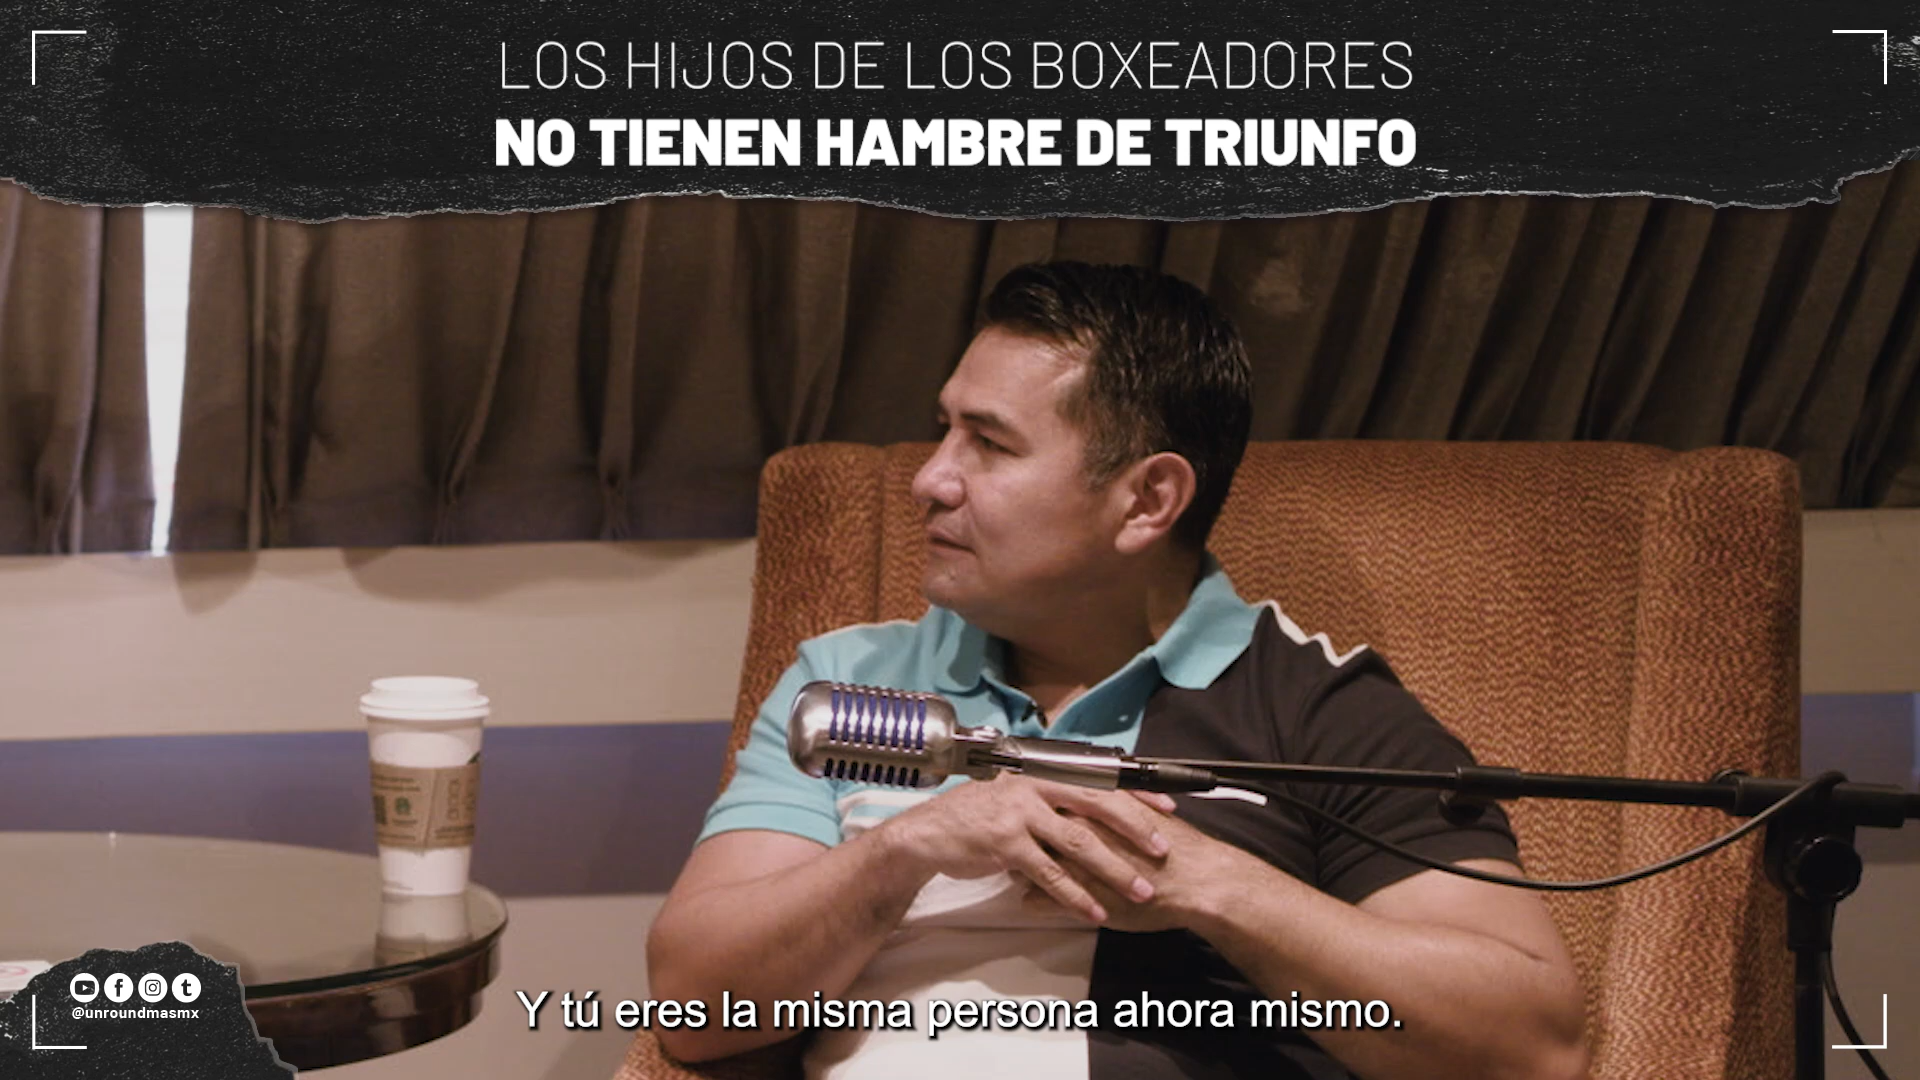 LOS HIJOS DE LOS BOXEADORES
NO TIENEN HAMBRE DE TRIUNFO
@unroundmasmx
Y tú eres la misma persona ahora mismo.